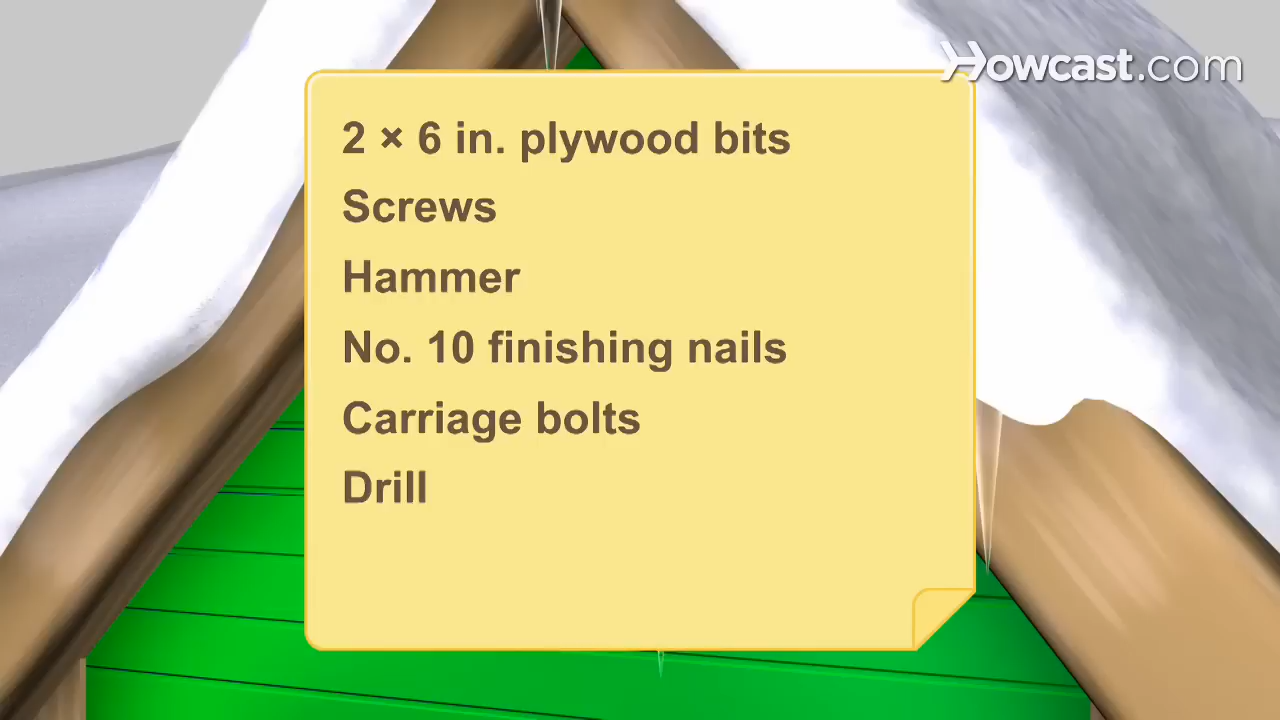 Howcast.com
2 × 6 in. plywood bits
Screws
Hammer
No. 10 finishing nails
Carriage bolts
Drill